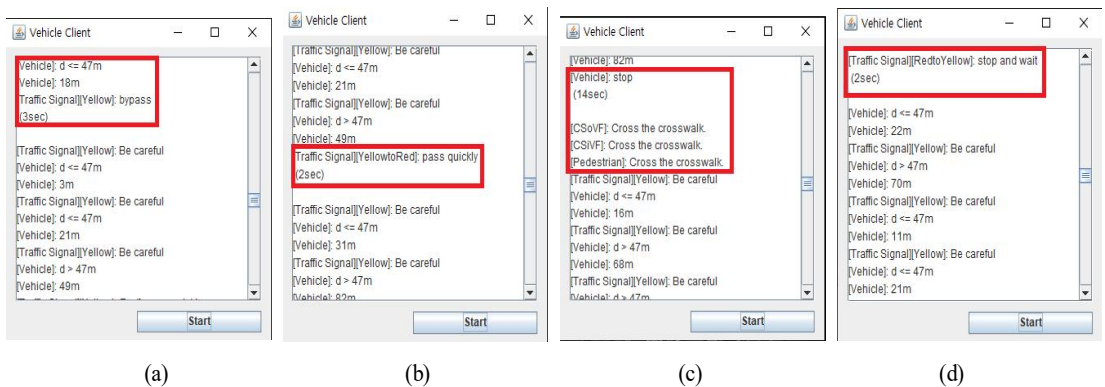 Vehicle Client
Vehicle]: d <= 47m
Vehicle]: 18m
Traffic Signal][Yellow]: bypass
(3sec)
[Traffic Signal][Yellow]: Be careful
[Vehicle]: d <= 47m
[Vehicle]: 3m
[Traffic Signal][Yellow]: Be careful
[Vehicle]: d <= 47m
[Vehicle]: 21m
[Traffic Signal][Yellow]: Be careful
[Vehicle]: d > 47m
[Vehicle]: 49m
Start
(a)
Vehicle Client
[Traffic Signal][Yellow]: Be careful
[Vehicle]: d <= 47m
[Vehicle]: 21m
[Traffic Signal][Yellow]: Be careful
[Vehicle]: d > 47m
[Vehicle]: 49m
Traffic Signal][YellowtoRed]: pass quickly
(2sec)
[Traffic Signal][Yellow]: Be careful
[Vehicle]: d <= 47m
[Vehicle]: 31m
[Traffic Signal][Yellow]: Be careful
[Vehicle]: d > 47m
[Vehicle]: 82m
Start
(b)
Vehicle Client
[Vehicle]: 82m
[Vehicle]: stop
(14sec)
[CSoVF]: Cross the crosswalk.
[CSiVF]: Cross the crosswalk.
[Pedestrian]: Cross the crosswalk.
[Traffic Signal][Yellow]: Be careful
[Vehicle]: d <= 47m
[Vehicle]: 16m
[Traffic Signal][Yellow]: Be careful
[Vehicle]: d > 47m
[Vehicle]: 68m
[Traffic Signal][Yellow]: Be careful
[Vehicle]: d > 47m
Start
(c)
Vehicle Client
[Traffic Signal][RedtoYellow]: stop and wait
(2sec)
[Vehicle]: d <= 47m
[Vehicle]: 22m
[Traffic Signal][Yellow]: Be careful
[Vehicle]: d > 47m
[Vehicle]: 70m
[Traffic Signal][Yellow]: Be careful
[Vehicle]: d <= 47m
[Vehicle]: 11m
[Traffic Signal][Yellow]: Be careful
[Vehicle]: d <= 47m
[Vehicle]: 21m
Start
(d)